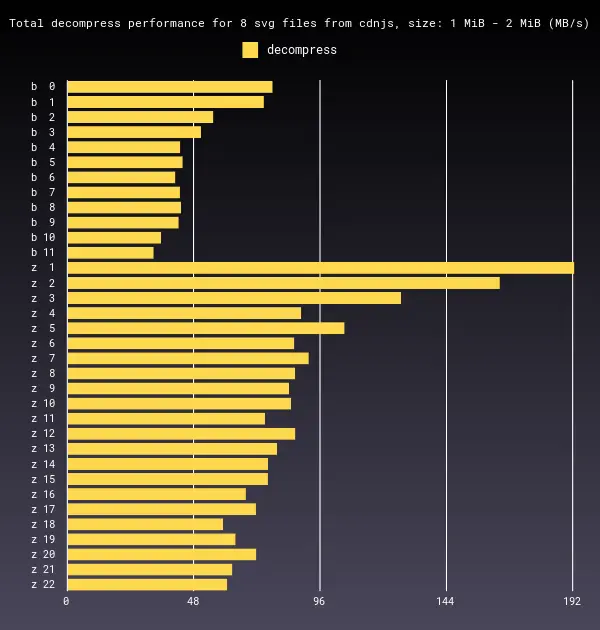 Total decompress performance for 8 svg files from cdnjs, size: 1 MiB - 2 MiB (MB/s)
decompress
b 0
b 1
b 2
b 3
b 4
b 5
b 6
b 7
b 8
b 9
b 10
b 11
z 1
z 2
z 3
z 4
z 5
z 6
z 7
z 8
z 9
z 10
z 11
z 12
z 13
z 14
z 15
z 16
z 17
z 18
z 19
z 20
z 21
z 22
0 48 96 144 192